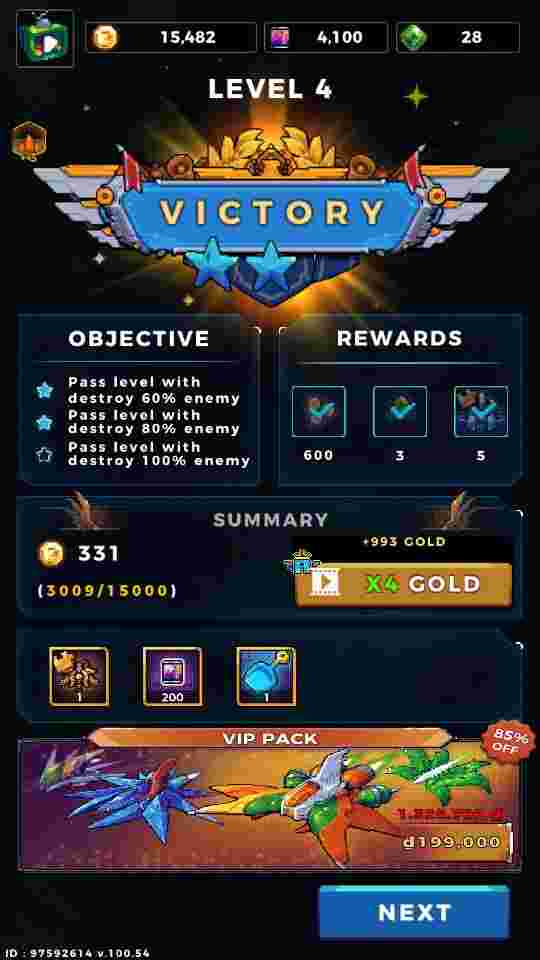 15,482
4,100
28
LEVEL 4
VICTORY
OBJECTIVE
Pass level with
destroy 60% enemy
Pass level with
destroy 80% enemy
Pass level with
destroy 100% enemy
REWARDS
600
3
5
SUMMARY
331
(3009/15000)
+993 GOLD
X4 GOLD
1
200
1
VIP PACK
85%
OFF
đ199,000
NEXT
ID : 97592614 v.100.54